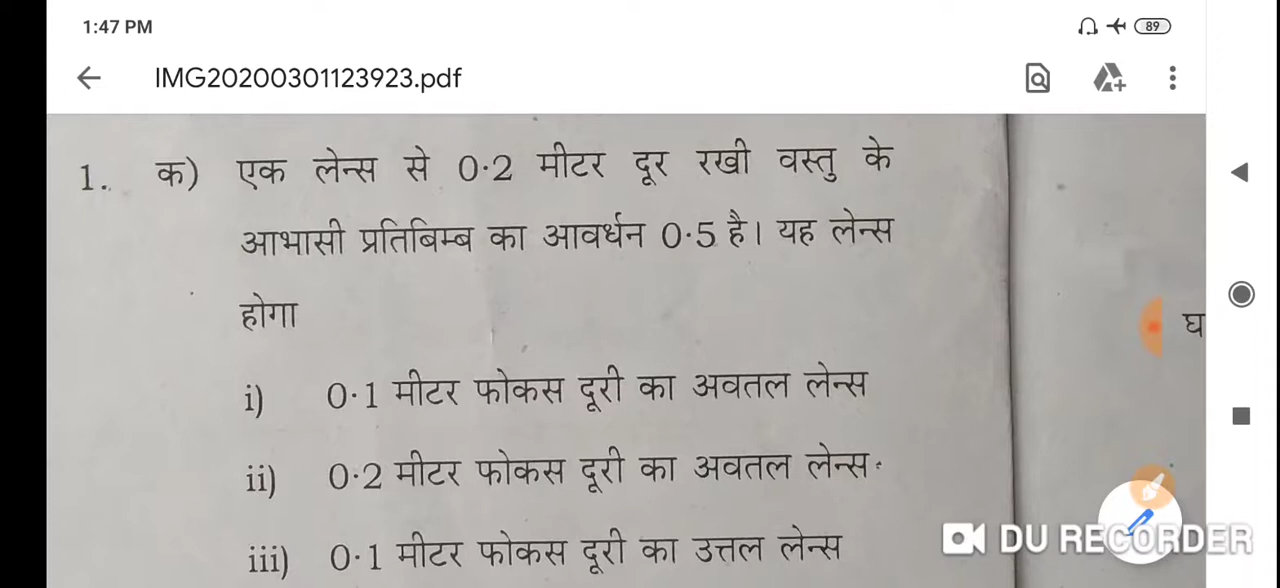 1:47 PM
89
IMG20200301123923.pdf
1. क) एक लेन्स से 0·2 मीटर दूर रखी वस्तु के
आभासी प्रतिबिम्ब का आवर्धन 0·5 है। यह लेन्स
होगा
i) 0·1 मीटर फोकस दूरी का अवतल लेन्स
ii) 0·2 मीटर फोकस दूरी का अवतल लेन्स
iii) 0·1 मीटर फोकस दूरी का उत्तल लेन्स
घ
DU RECORDER